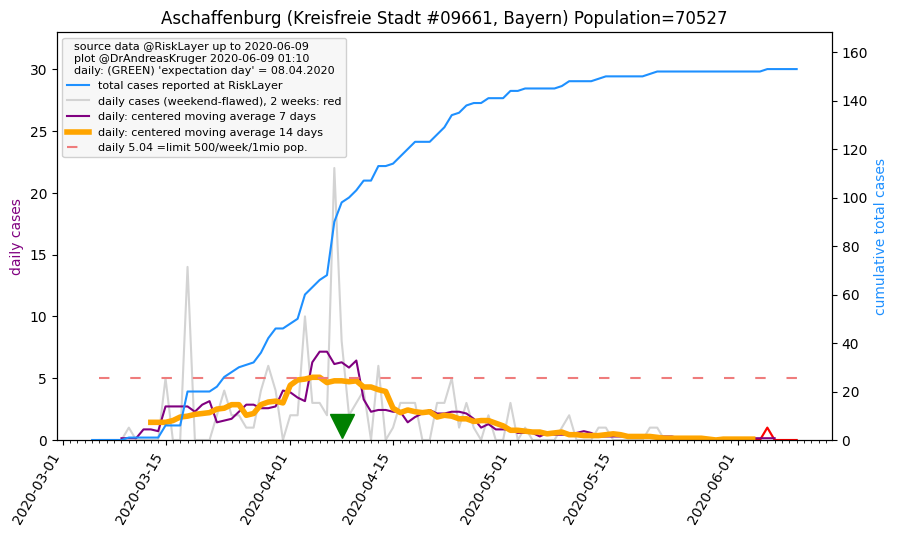 Aschaffenburg (Kreisfreie Stadt #09661, Bayern) Population=70527
source data @RiskLayer up to 2020-06-09
plot @DrAndreasKruger 2020-06-09 01:10
daily: (GREEN) 'expectation day' = 08.04.2020
total cases reported at RiskLayer
daily cases (weekend-flawed), 2 weeks: red
daily: centered moving average 7 days
daily: centered moving average 14 days
daily 5.04 =limit 500/week/1mio pop.
daily cases
30
25
20
15
10
5
0
cumulative total cases
160
140
120
100
80
60
40
20
0
2020-03-01
2020-03-15
2020-04-01
2020-04-15
2020-05-01
2020-05-15
2020-06-01